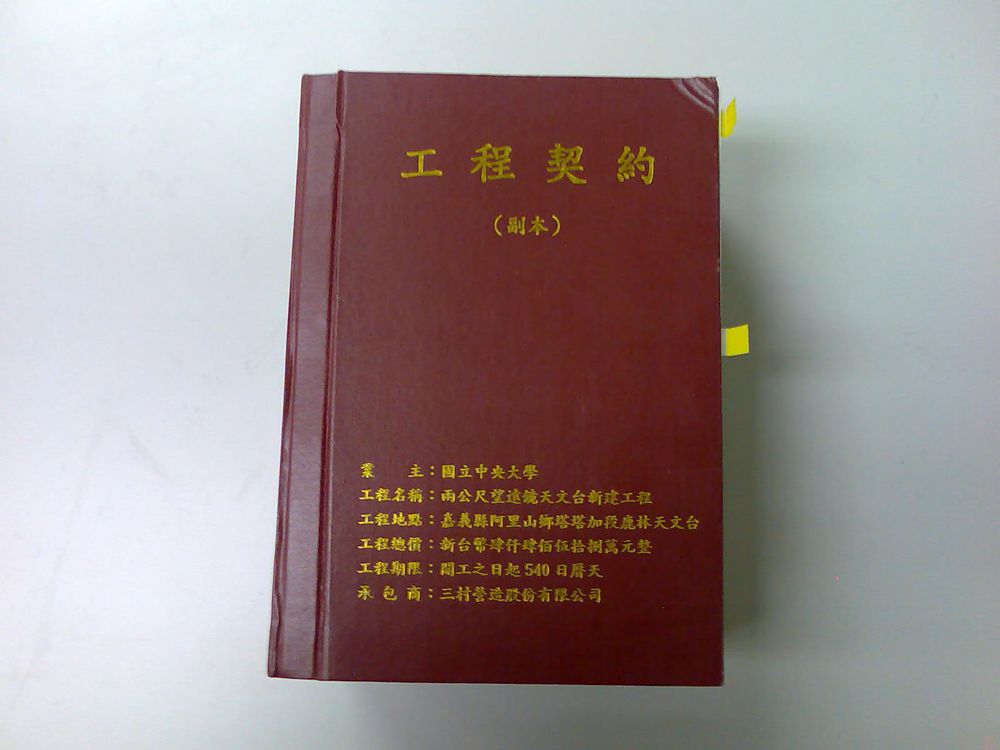 工程契約
（副本）
業主：國立中央大學
工程名稱：兩公尺望遠鏡天文台新建工程
工程地點：嘉義縣阿里山鄉塔塔加段鹿林天文台
工程總價：新台幣肆仟肆佰伍拾捌萬元整
工程期限：開工之日起 540 日曆天
承包商：三村營造股份有限公司